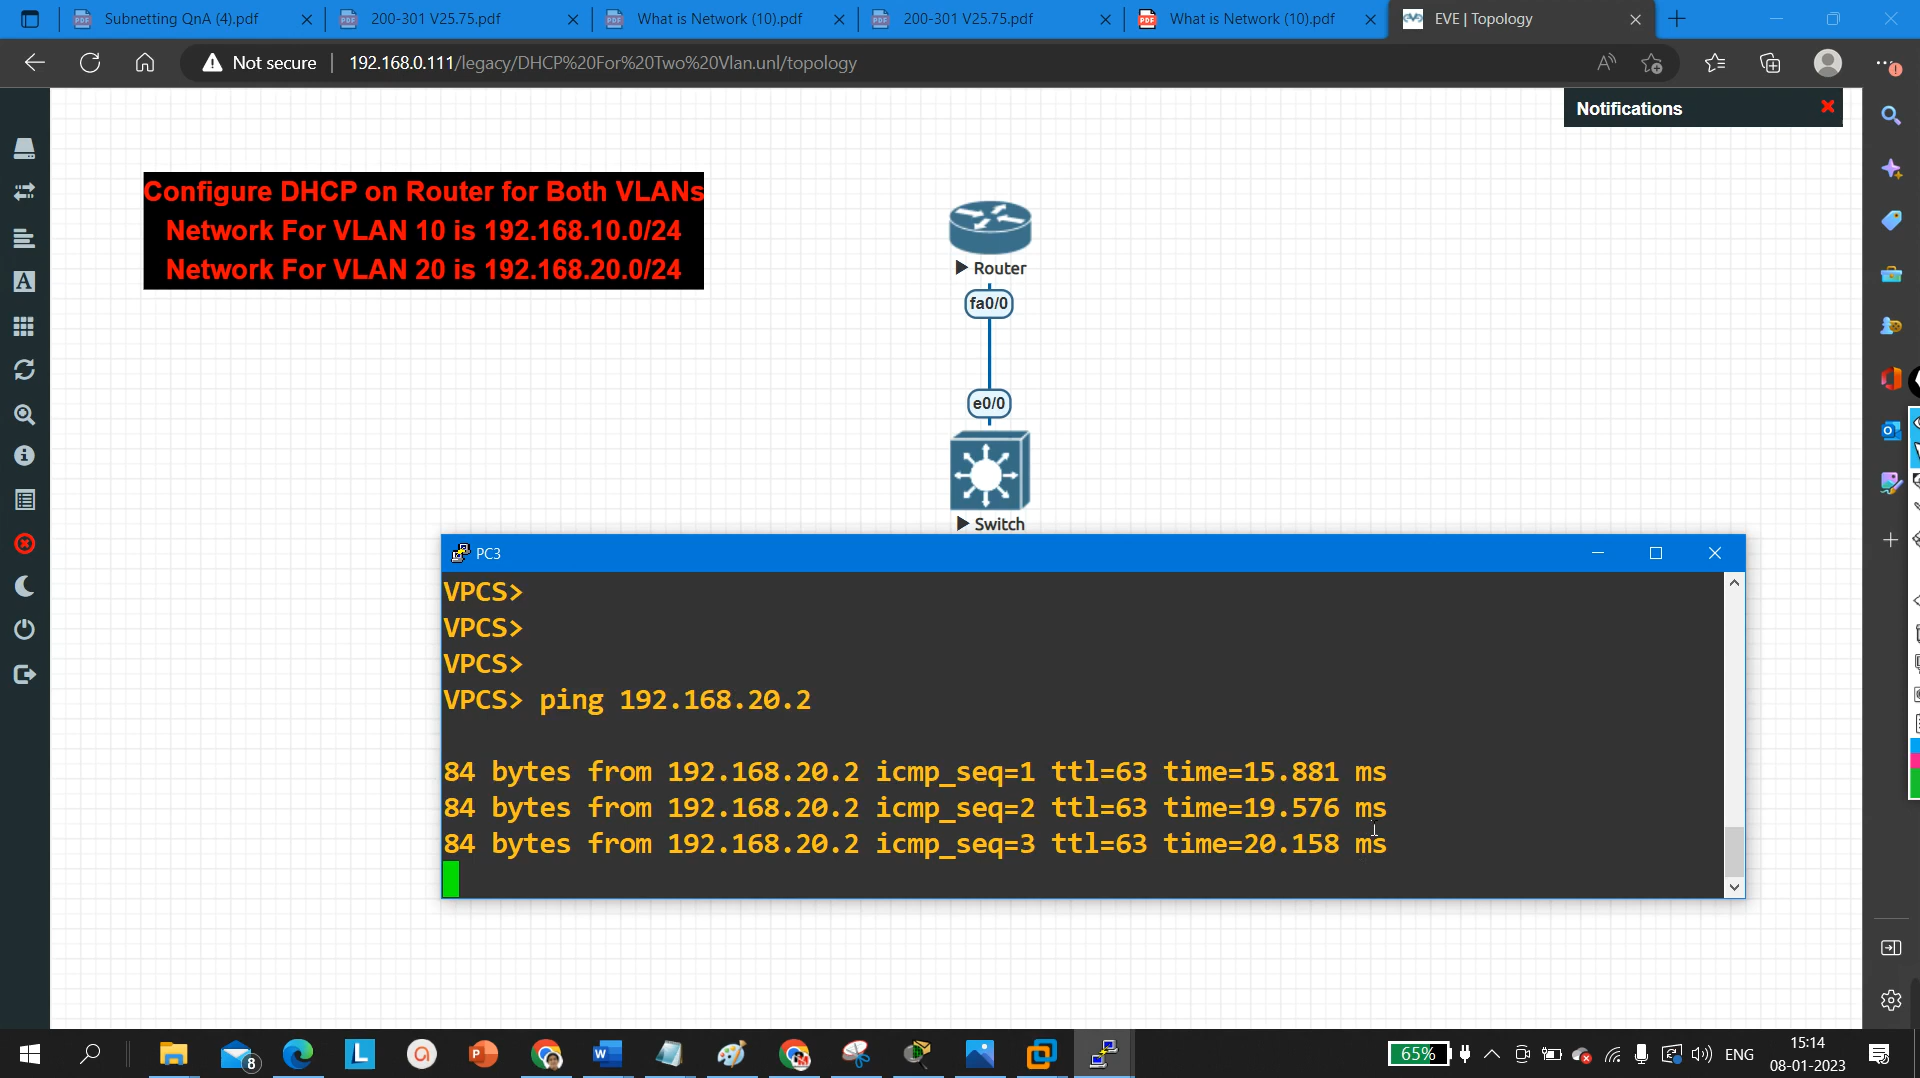 Subnetting QnA (4).pdf
200-301 V25.75.pdf
What is Network (10).pdf
200-301 V25.75.pdf
What is Network (10).pdf
EVE | Topology
Not secure
192.168.0.111/legacy/DHCP%20For%20Two%20Vlan.unl/topology
Notifications
Configure DHCP on Router for Both VLANs
Network For VLAN 10 is 192.168.10.0/24
Network For VLAN 20 is 192.168.20.0/24
Router
fa0/0
e0/0
Switch
PC3
VPCS>
VPCS>
VPCS>
VPCS> ping 192.168.20.2
84 bytes from 192.168.20.2 icmp_seq=1 ttl=63 time=15.881 ms
84 bytes from 192.168.20.2 icmp_seq=2 ttl=63 time=19.576 ms
84 bytes from 192.168.20.2 icmp_seq=3 ttl=63 time=20.158 ms
8
65%
ENG
15:14
08-01-2023